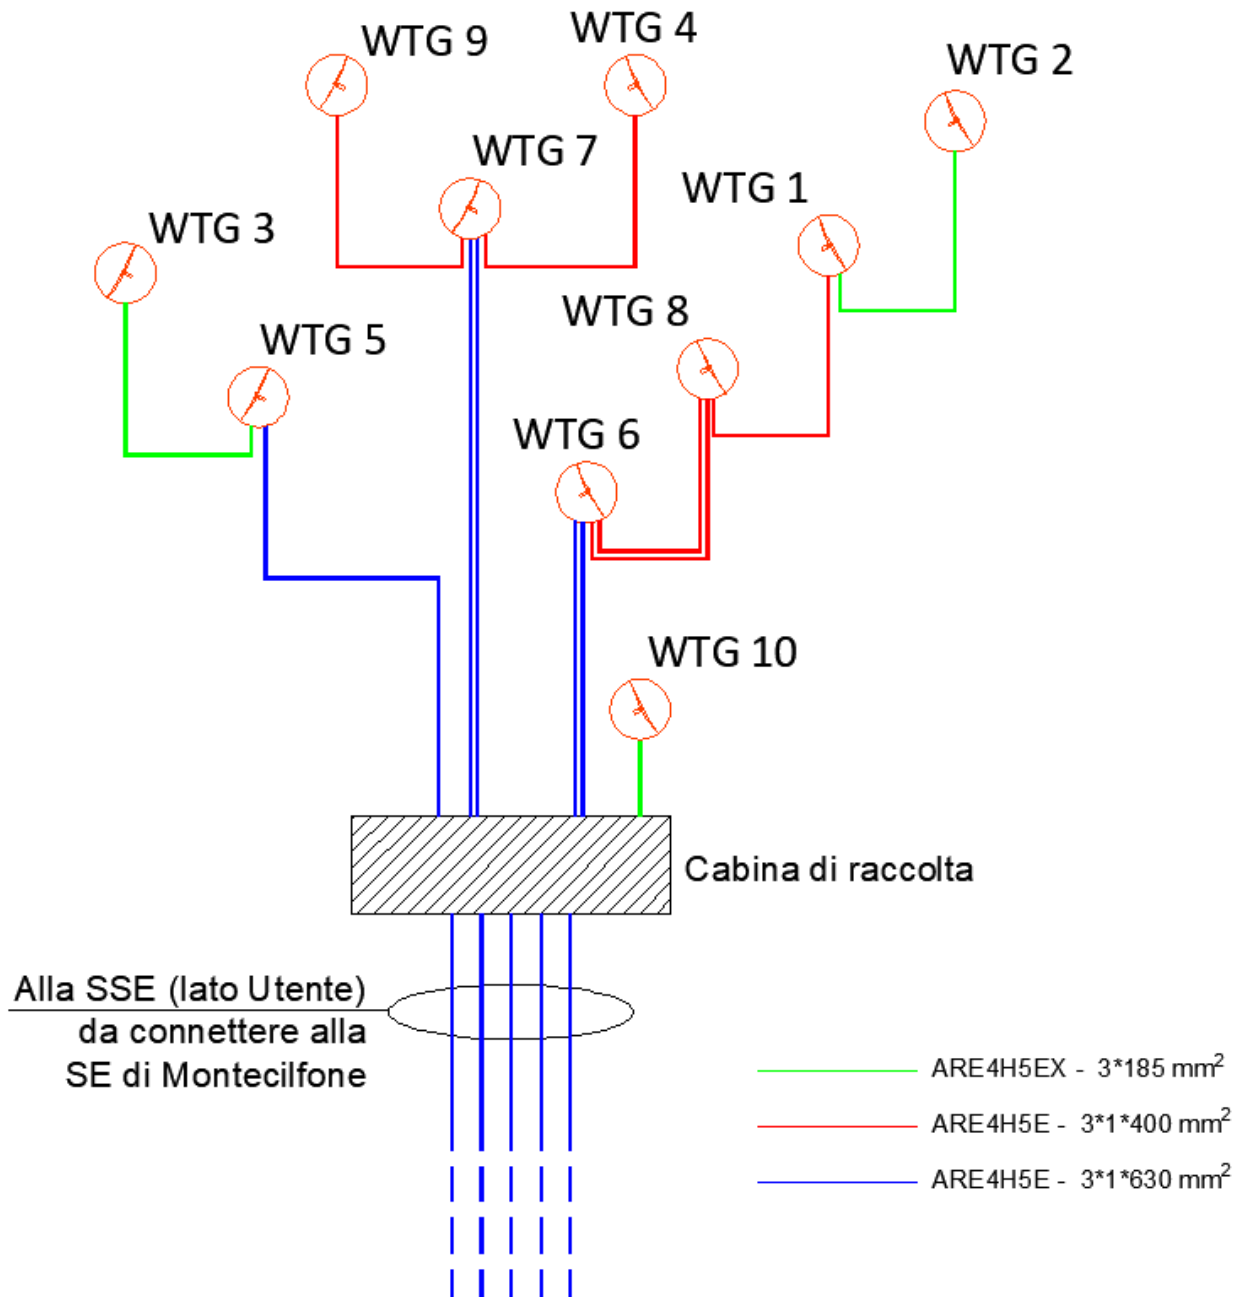 WTG 9
WTG 4
WTG 2
WTG 7
WTG 1
WTG 3
WTG 8
WTG 5
WTG 6
WTG 10
Cabina di raccolta
Alla SSE (lato Utente)
da connettere alla
SE di Montecilfone
ARE4H5EX - 3*185 mm²
ARE4H5E - 3*1*400 mm²
ARE4H5E - 3*1*630 mm²